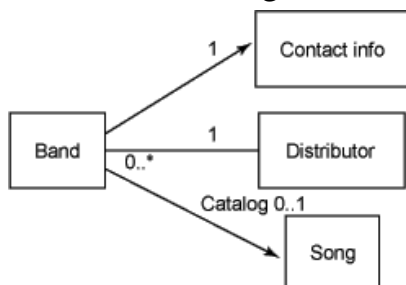 Contact info
1
Band
1
Distributor
0..*
Catalog 0..1
Song